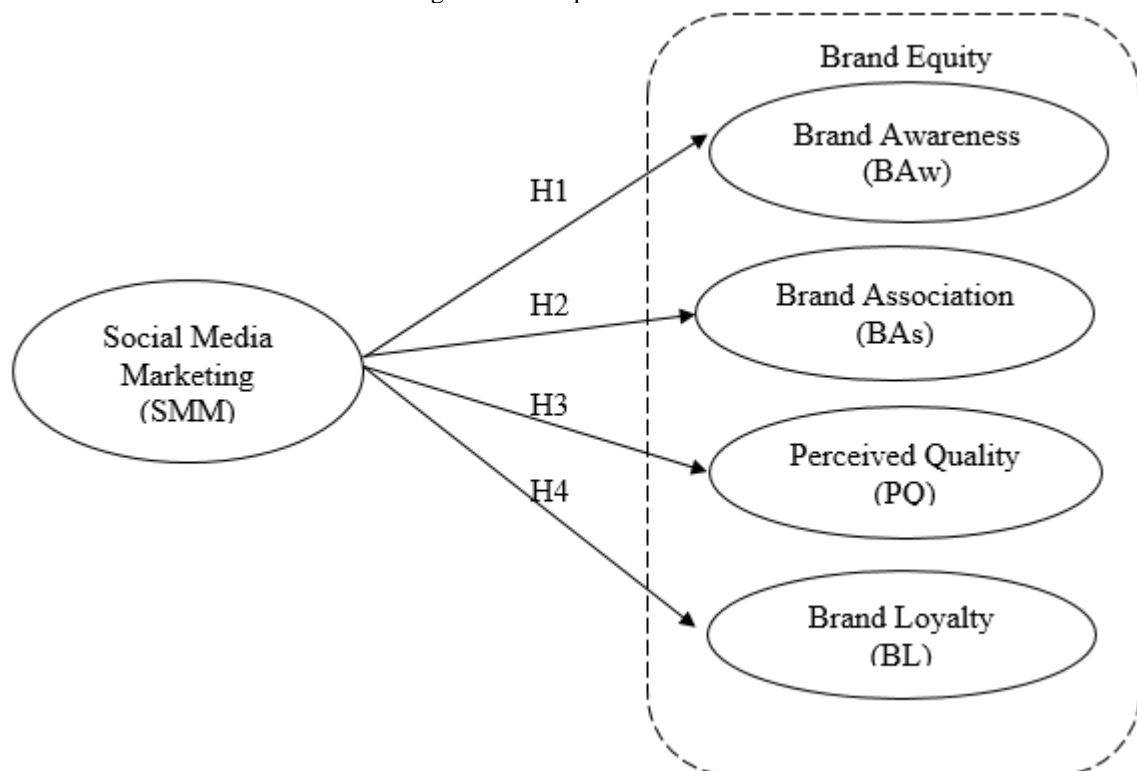 Brand Equity
Brand Awareness
(BAw)
H1
Brand Association
(BAs)
H2
Social Media
Marketing
(SMM)
H3
Perceived Quality
(PQ)
H4
Brand Loyalty
(BL)